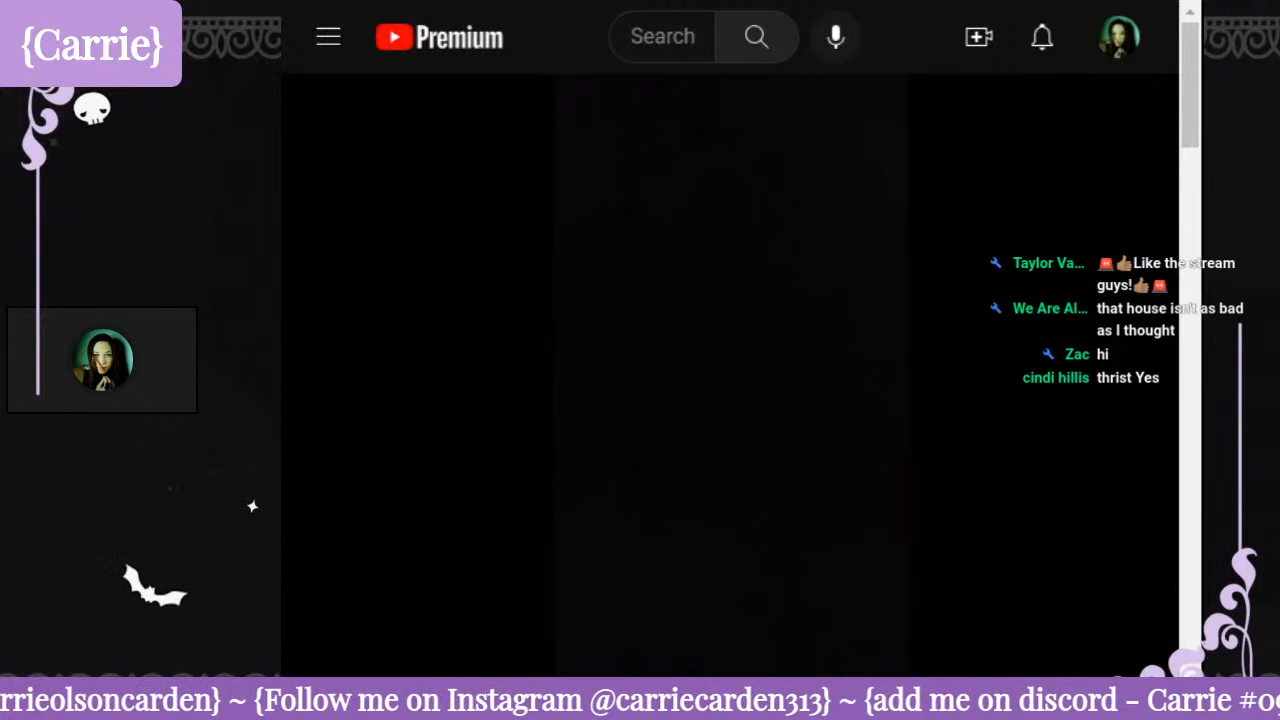 {Carrie}
Premium
Search
Taylor Va... 🚨👍🏽Like the stream
guys!👍🏽🚨
We Are Al... that house isn't as bad
as I thought
Zac hi
cindi hillis thrist Yes
rrieolsoncarden} ~ {Follow me on Instagram @carriecarden313} ~ {add me on discord - Carrie